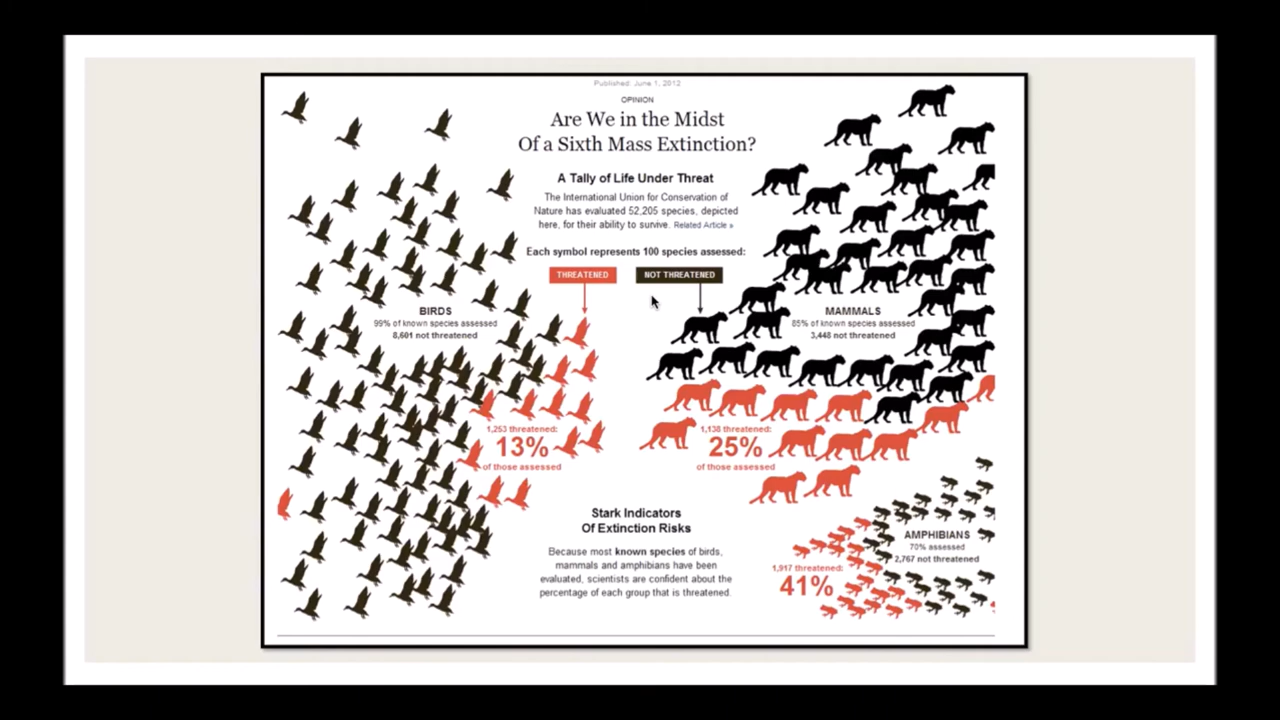 Published: June 1, 2012
OPINION
Are We in the Midst
Of a Sixth Mass Extinction?
A Tally of Life Under Threat
The International Union for Conservation of
Nature has evaluated 52,205 species, depicted
here, for their ability to survive. Related Article »
Each symbol represents 100 species assessed:
THREATENED
NOT THREATENED
BIRDS
99% of known species assessed
8,601 not threatened
MAMMALS
85% of known species assessed
3,448 not threatened
1,253 threatened:
13%
of those assessed
1,138 threatened:
25%
of those assessed
Stark Indicators
Of Extinction Risks
Because most known species of birds,
mammals and amphibians have been
evaluated, scientists are confident about the
percentage of each group that is threatened.
AMPHIBIANS
70% assessed
2,767 not threatened
1,917 threatened:
41%